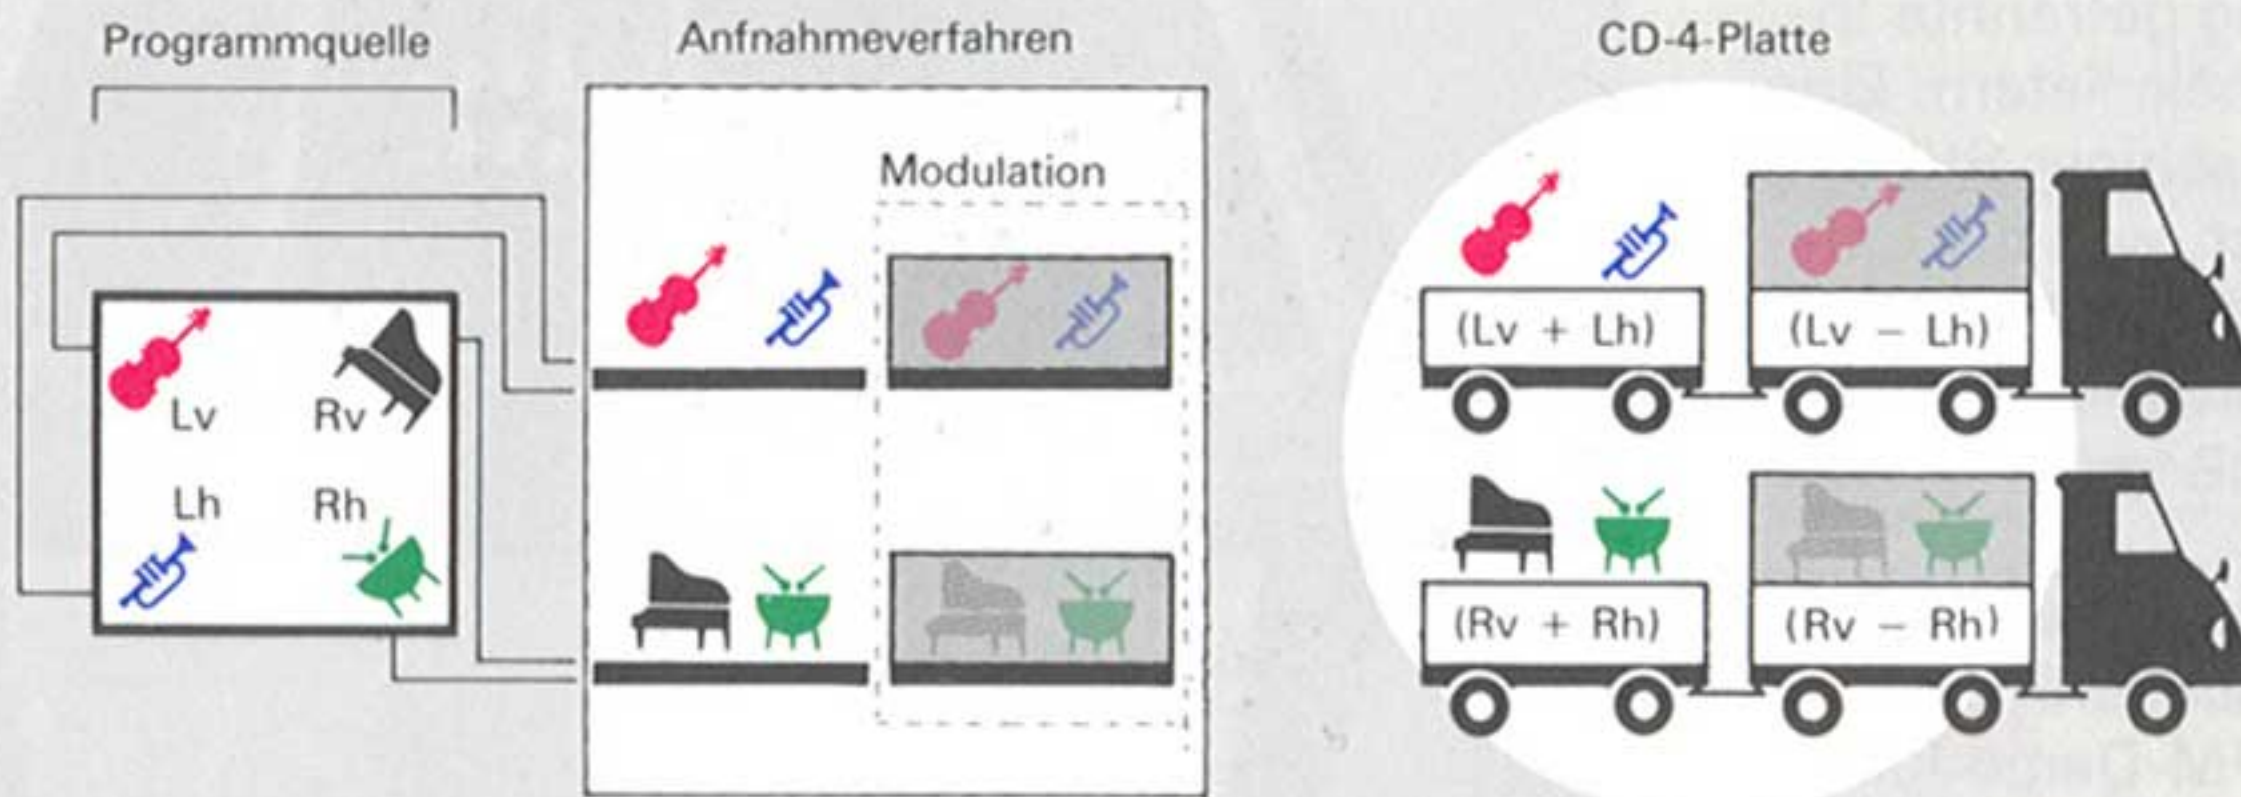 Programmquelle
Anfnahmeverfahren
CD-4-Platte
Modulation
Lv
Rv
Lh
Rh
(Lv + Lh)
(Lv − Lh)
(Rv + Rh)
(Rv − Rh)